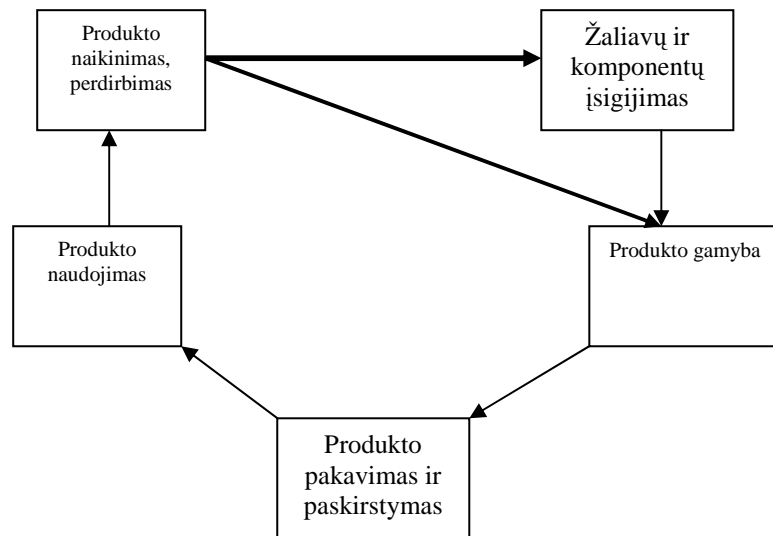 Produkto
naikinimas,
perdirbimas
Žaliavų ir
komponentų
įsigijimas
Produkto
naudojimas
Produkto gamyba
Produkto
pakavimas ir
paskirstymas